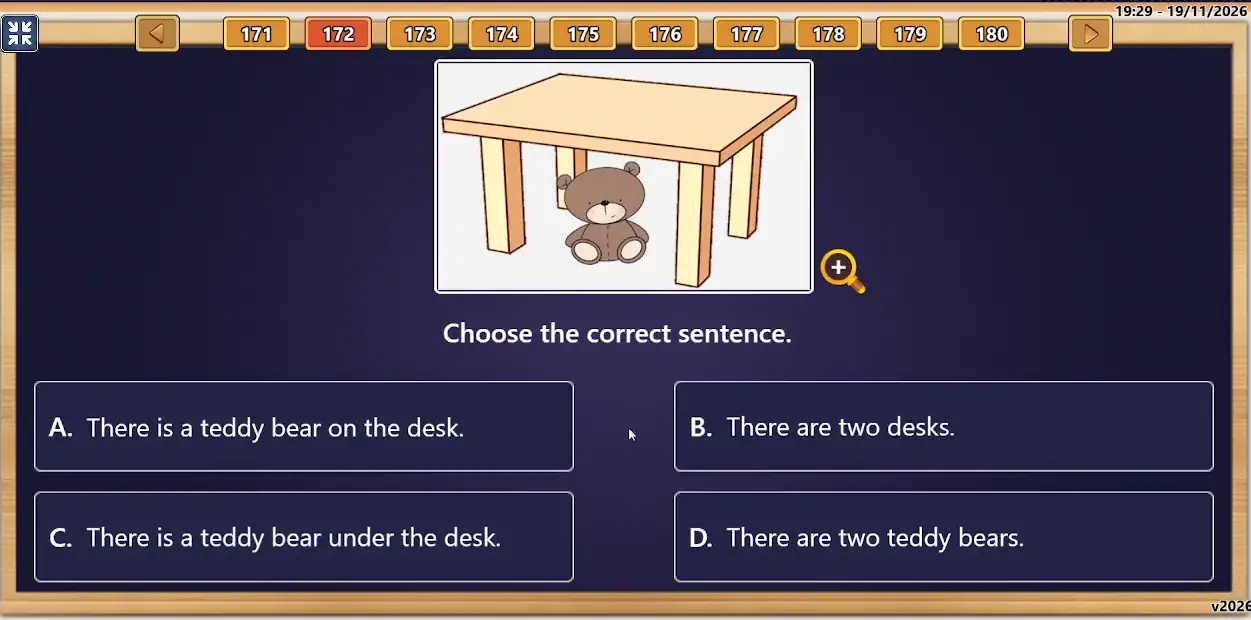 19:29 - 19/11/2026
171 172 173 174 175 176 177 178 179 180
Choose the correct sentence.
A. There is a teddy bear on the desk.
B. There are two desks.
C. There is a teddy bear under the desk.
D. There are two teddy bears.
v2026